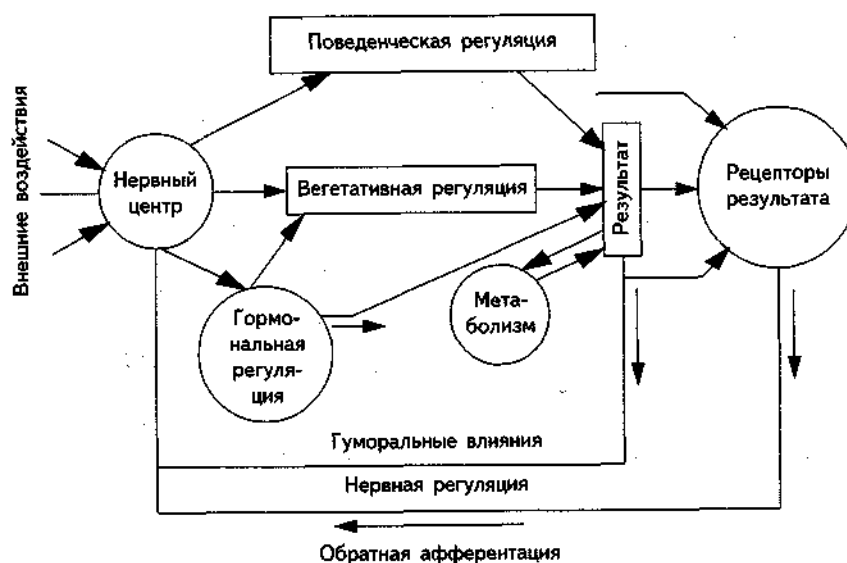 Поведенческая регуляция
Внешние воздействия
Нервный
центр
Вегетативная регуляция
Результат
Рецепторы
результата
Гормо-
нальная
регуля-
ция
Мета-
болизм
Гуморальные влияния
Нервная регуляция
Обратная афферентация